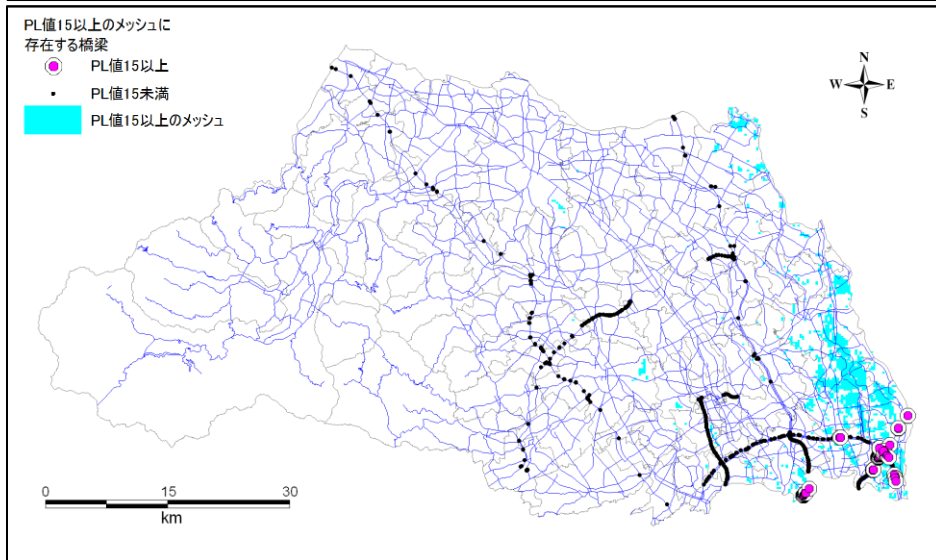 PL値15以上のメッシュに
存在する橋梁
PL値15以上
PL値15未満
PL値15以上のメッシュ
N
W E
S
0 15 30
km